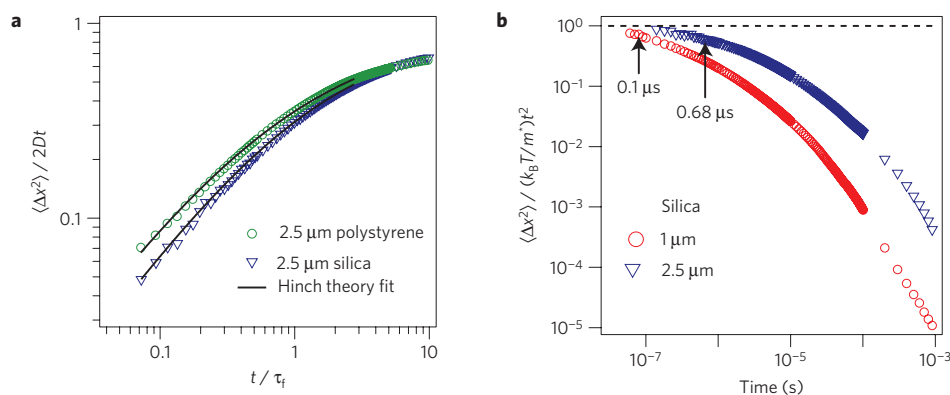 a
1
0.1
⟨Δx²⟩ / 2Dt
0.1
1
10
t / τf
2.5 μm polystyrene
2.5 μm silica
Hinch theory fit
b
10⁰
10⁻¹
10⁻²
10⁻³
10⁻⁴
10⁻⁵
⟨Δx²⟩ / (kBT/m*)t²
0.1 μs
0.68 μs
Silica
1 μm
2.5 μm
10⁻⁷
10⁻⁵
10⁻³
Time (s)